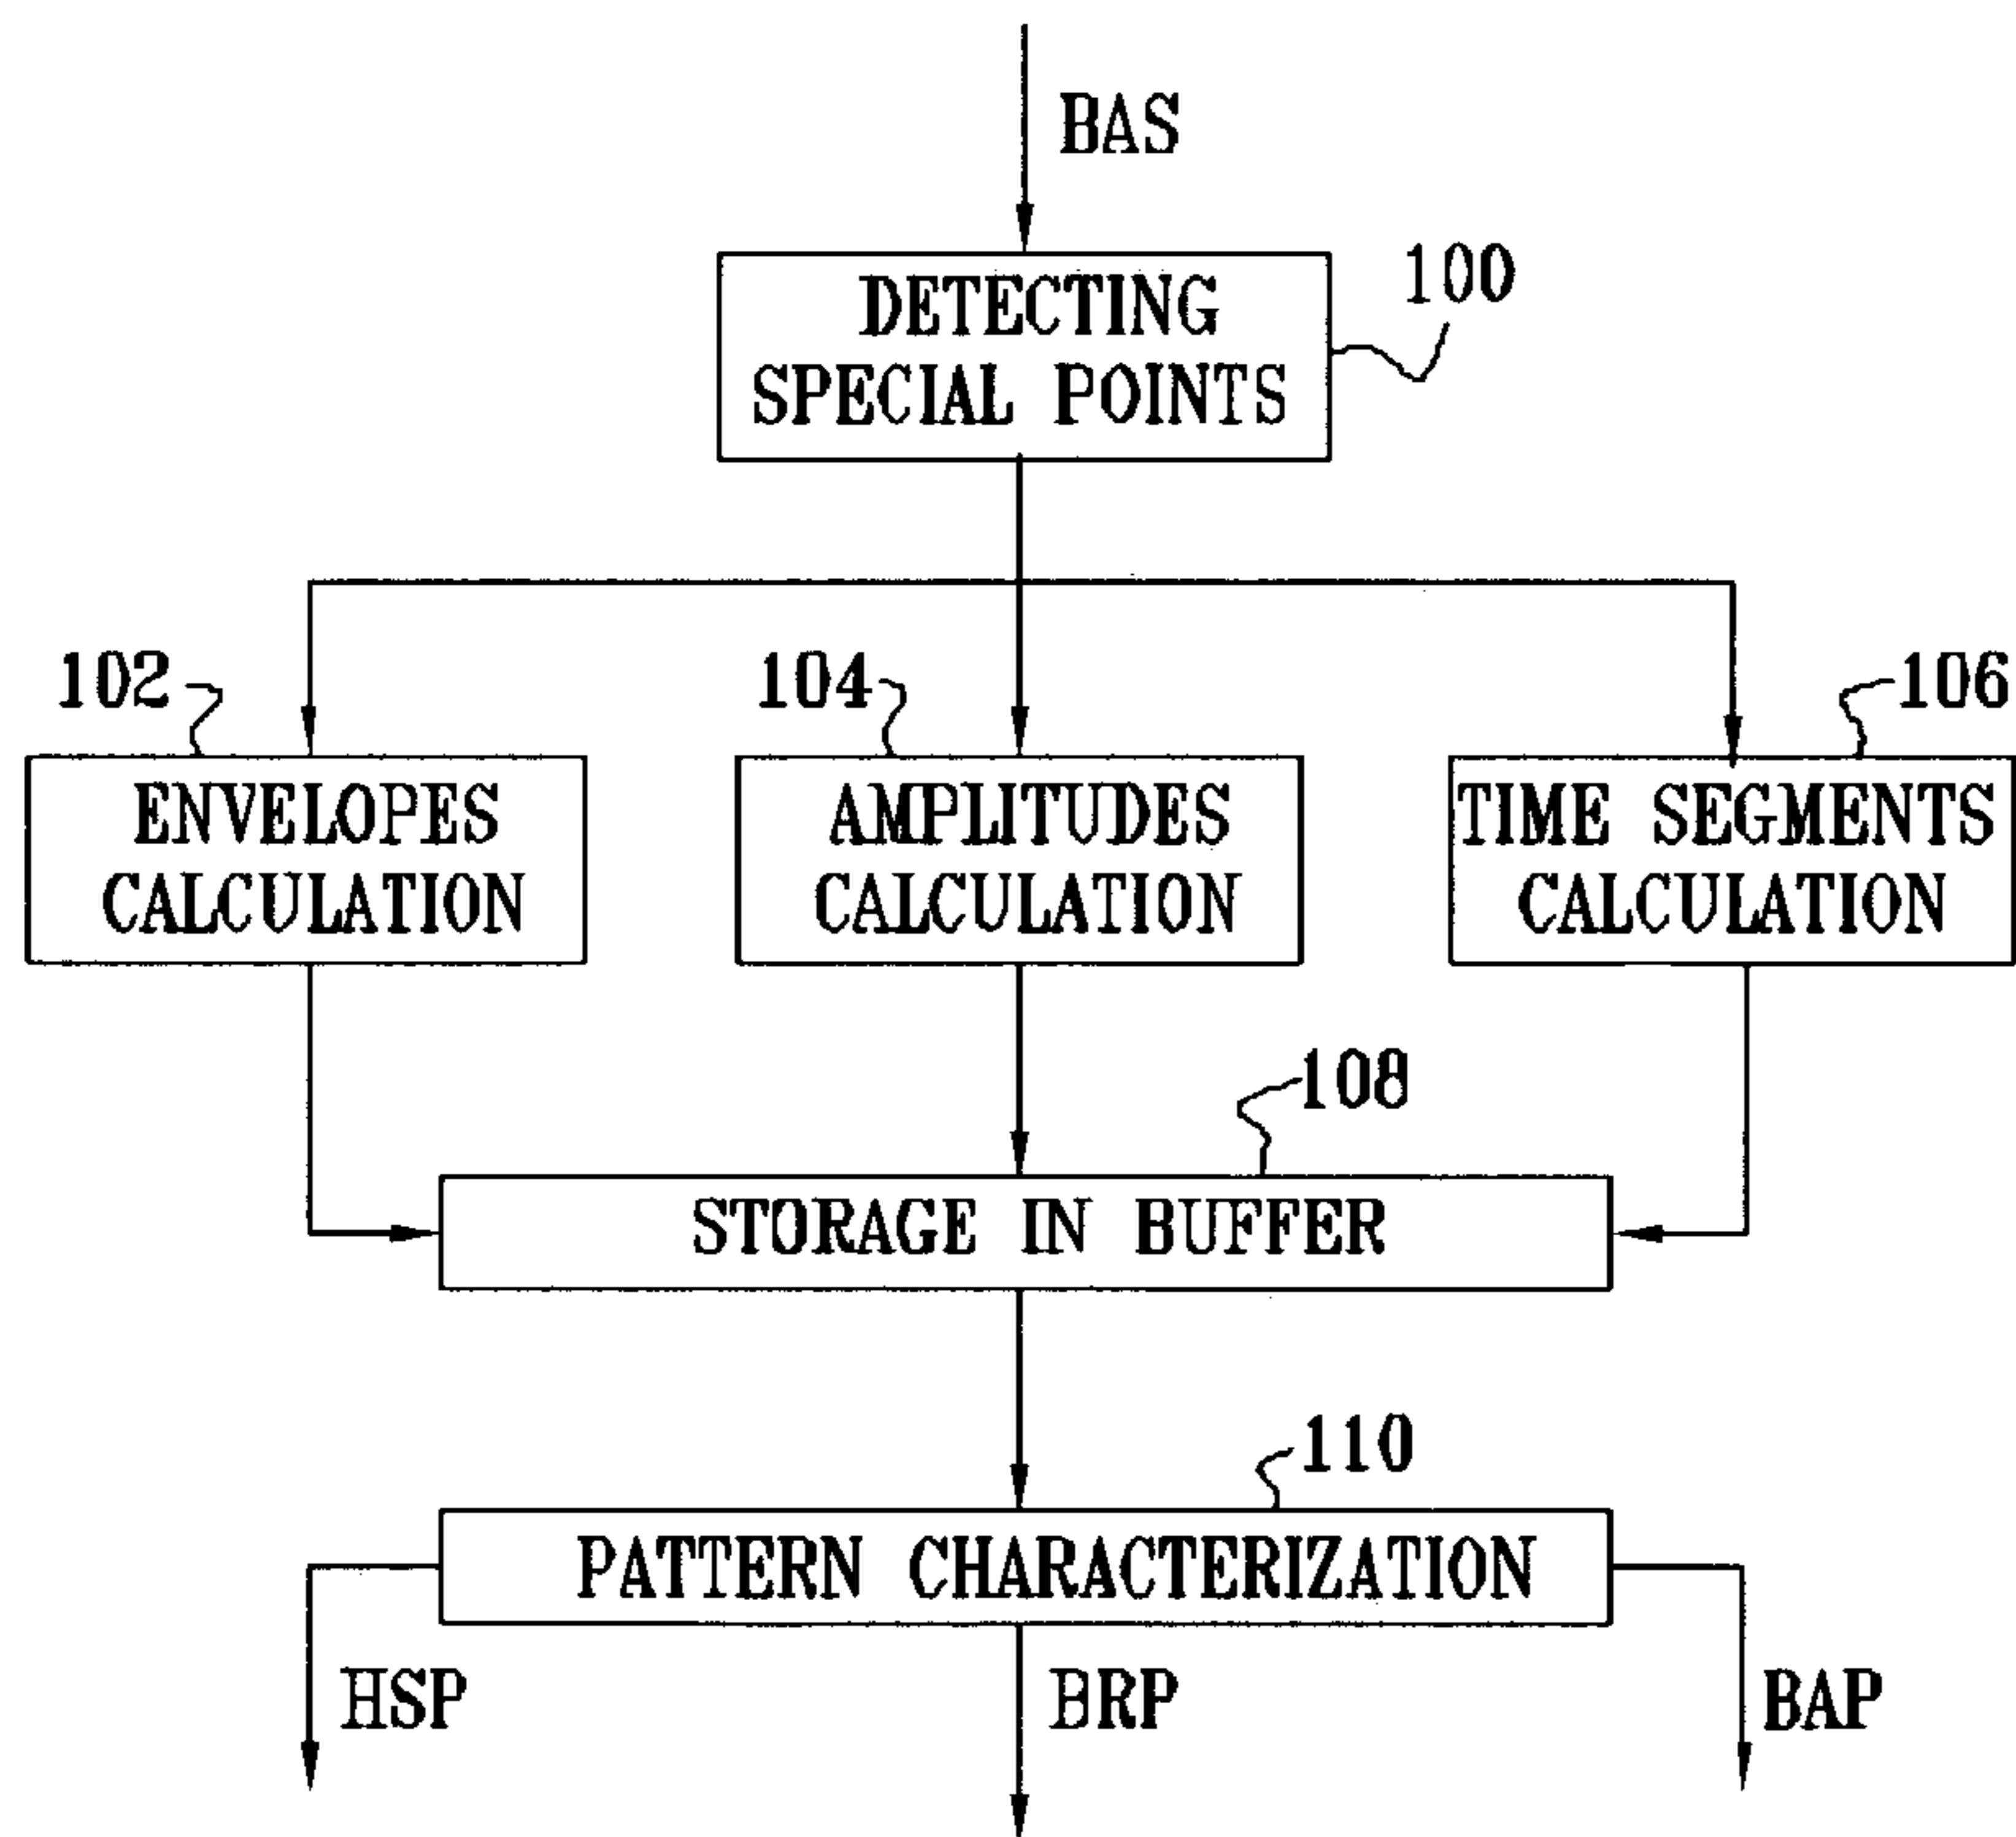 BAS
DETECTING
SPECIAL POINTS
100
102
104
106
ENVELOPES
CALCULATION
AMPLITUDES
CALCULATION
TIME SEGMENTS
CALCULATION
108
STORAGE IN BUFFER
110
PATTERN CHARACTERIZATION
HSP
BRP
BAP